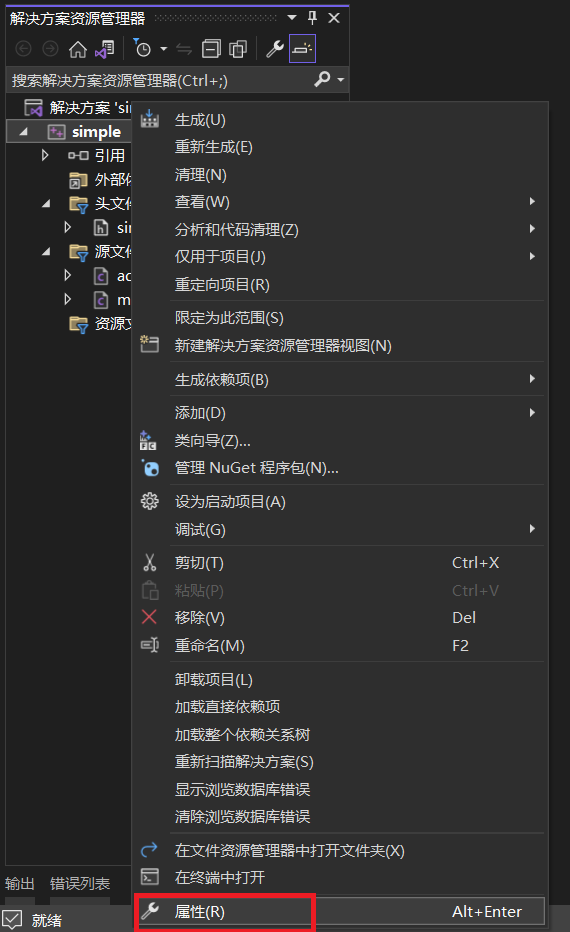 解决方案资源管理器
搜索解决方案资源管理器(Ctrl+;)
解决方案
simple
引用
外部
头文
源文
资源
生成(U)
重新生成(E)
清理(N)
查看(W)
分析和代码清理(Z)
仅用于项目(J)
重定向项目(R)
限定为此范围(S)
新建解决方案资源管理器视图(N)
生成依赖项(B)
添加(D)
类向导(Z)...
管理 NuGet 程序包(N)...
设为启动项目(A)
调试(G)
剪切(T) Ctrl+X
粘贴(P) Ctrl+V
移除(V) Del
重命名(M) F2
卸载项目(L)
加载直接依赖项
加载整个依赖关系树
重新扫描解决方案(S)
显示浏览数据库错误
清除浏览数据库错误
在文件资源管理器中打开文件夹(X)
在终端中打开
属性(R) Alt+Enter
输出 错误列表
就绪